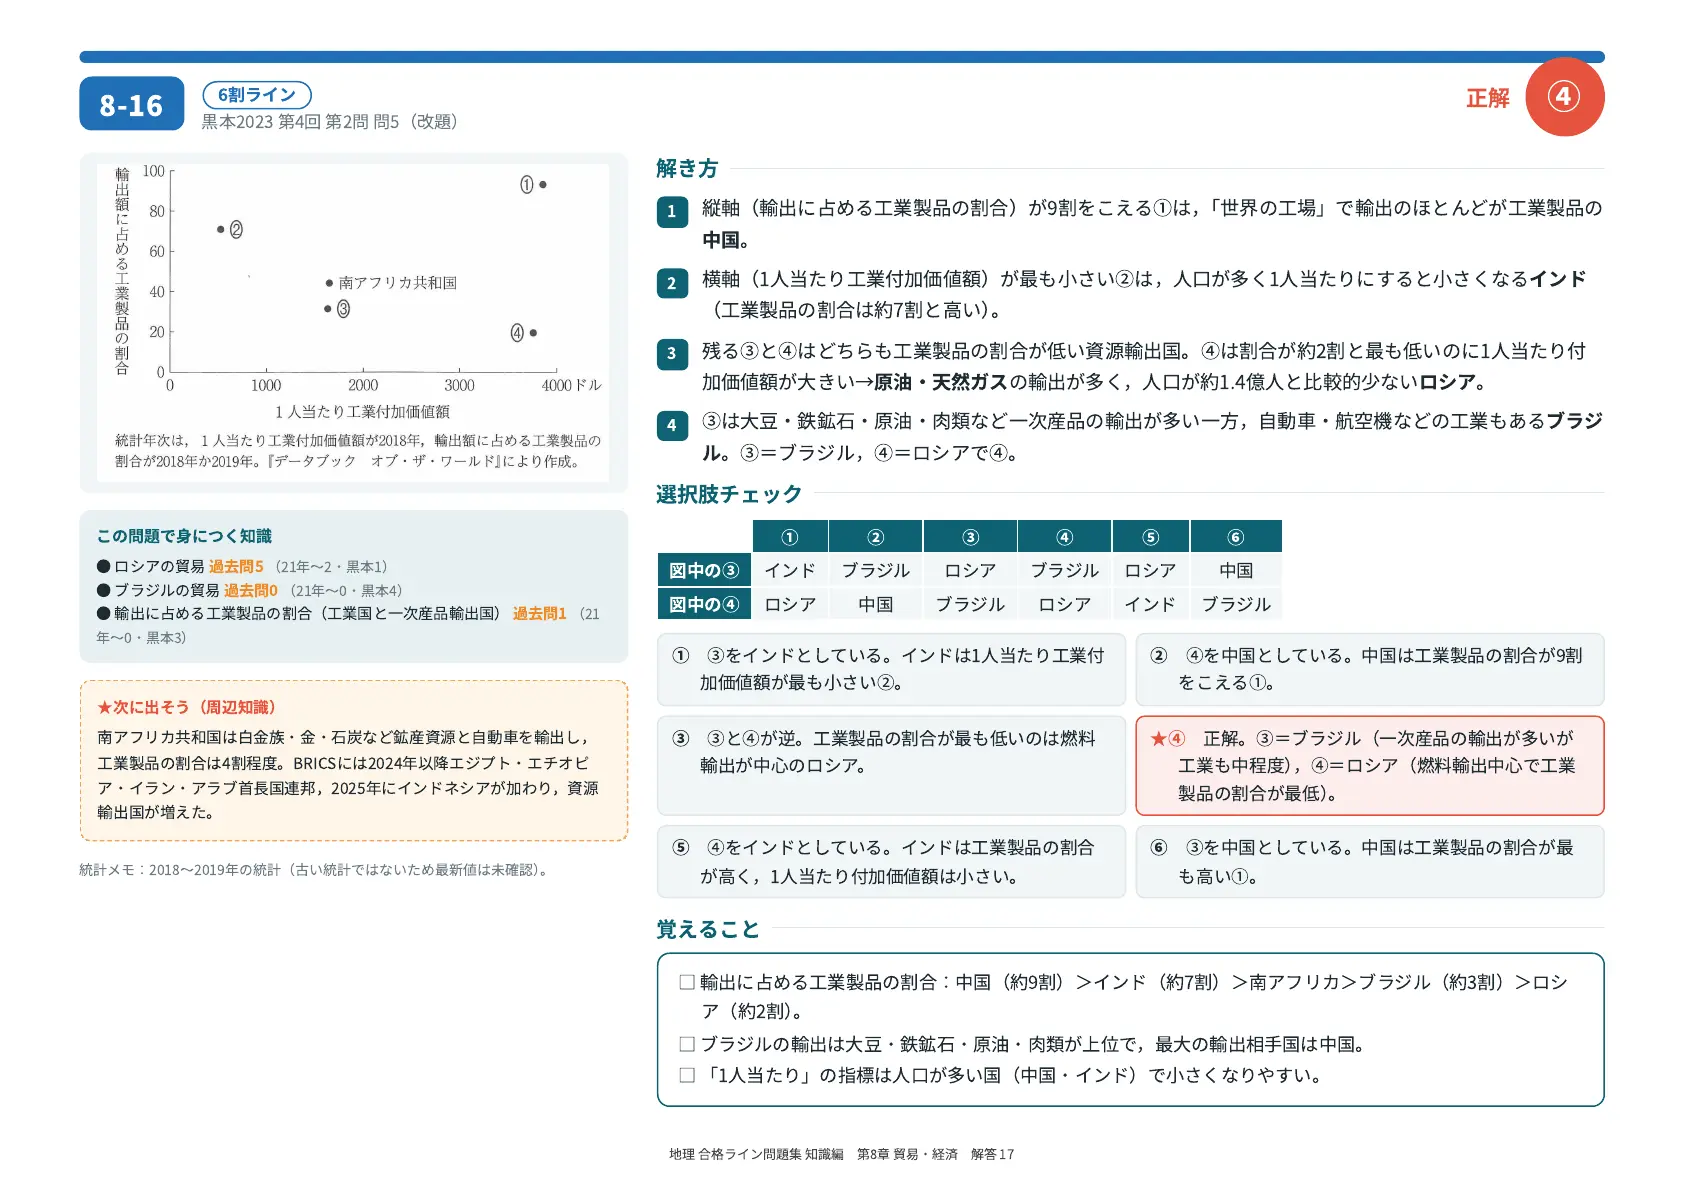 8-16
6割ライン
黒本2023 第4回 第2問 問5（改題）
正解 ④
輸出額に占める工業製品の割合
100
80
60
40
20
0
①
②
南アフリカ共和国
③
④
0 1000 2000 3000 4000ドル
1人当たり工業付加価値額
統計年次は，1人当たり工業付加価値額が2018年，輸出額に占める工業製品の
割合が2018年か2019年。『データブック　オブ・ザ・ワールド』により作成。
この問題で身につく知識
● ロシアの貿易 過去問5 （21年～2・黒本1）
● ブラジルの貿易 過去問0 （21年～0・黒本4）
● 輸出に占める工業製品の割合（工業国と一次産品輸出国） 過去問1 （21
年～0・黒本3）
★次に出そう（周辺知識）
南アフリカ共和国は白金族・金・石炭など鉱産資源と自動車を輸出し，
工業製品の割合は4割程度。BRICSには2024年以降エジプト・エチオピ
ア・イラン・アラブ首長国連邦，2025年にインドネシアが加わり，資源
輸出国が増えた。
統計メモ：2018～2019年の統計（古い統計ではないため最新値は未確認）。
解き方
1 縦軸（輸出に占める工業製品の割合）が9割をこえる①は，「世界の工場」で輸出のほとんどが工業製品の
中国。
2 横軸（1人当たり工業付加価値額）が最も小さい②は，人口が多く1人当たりにすると小さくなるインド
（工業製品の割合は約7割と高い）。
3 残る③と④はどちらも工業製品の割合が低い資源輸出国。④は割合が約2割と最も低いのに1人当たり付
加価値額が大きい→原油・天然ガスの輸出が多く，人口が約1.4億人と比較的少ないロシア。
4 ③は大豆・鉄鉱石・原油・肉類など一次産品の輸出が多い一方，自動車・航空機などの工業もあるブラジ
ル。③＝ブラジル，④＝ロシアで④。
選択肢チェック
① ② ③ ④ ⑤ ⑥
図中の③ インド ブラジル ロシア ブラジル ロシア 中国
図中の④ ロシア 中国 ブラジル ロシア インド ブラジル
①　③をインドとしている。インドは1人当たり工業付
加価値額が最も小さい②。
②　④を中国としている。中国は工業製品の割合が9割
をこえる①。
③　③と④が逆。工業製品の割合が最も低いのは燃料
輸出が中心のロシア。
★④　正解。③＝ブラジル（一次産品の輸出が多いが
工業も中程度），④＝ロシア（燃料輸出中心で工業
製品の割合が最低）。
⑤　④をインドとしている。インドは工業製品の割合
が高く，1人当たり付加価値額は小さい。
⑥　③を中国としている。中国は工業製品の割合が最
も高い①。
覚えること
□ 輸出に占める工業製品の割合：中国（約9割）＞インド（約7割）＞南アフリカ＞ブラジル（約3割）＞ロシ
ア（約2割）。
□ ブラジルの輸出は大豆・鉄鉱石・原油・肉類が上位で，最大の輸出相手国は中国。
□ 「1人当たり」の指標は人口が多い国（中国・インド）で小さくなりやすい。
地理 合格ライン問題集 知識編　第8章 貿易・経済　解答17